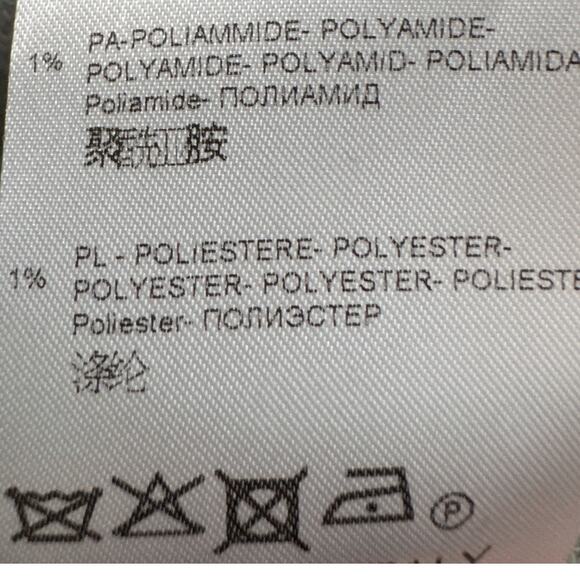 1% PA-POLIAMMIDE- POLYAMIDE-
POLYAMIDE- POLYAMID- POLIAMIDA
Poliamide- ПОЛИАМИД
聚酰亚胺
1% PL - POLIESTERE- POLYESTER-
POLYESTER- POLYESTER- POLIESTE
Poliester- ПОЛИЭСТЕР
涤纶
P